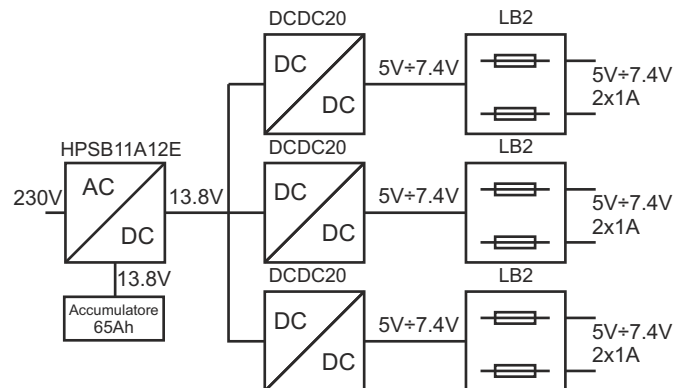 DCDC20
LB2
DC
DC
5V÷7.4V
5V÷7.4V
2x1A
HPSB11A12E
DCDC20
LB2
230V
AC
DC
13.8V
DC
DC
5V÷7.4V
5V÷7.4V
2x1A
13.8V
Accumulatore
65Ah
DCDC20
LB2
DC
DC
5V÷7.4V
5V÷7.4V
2x1A